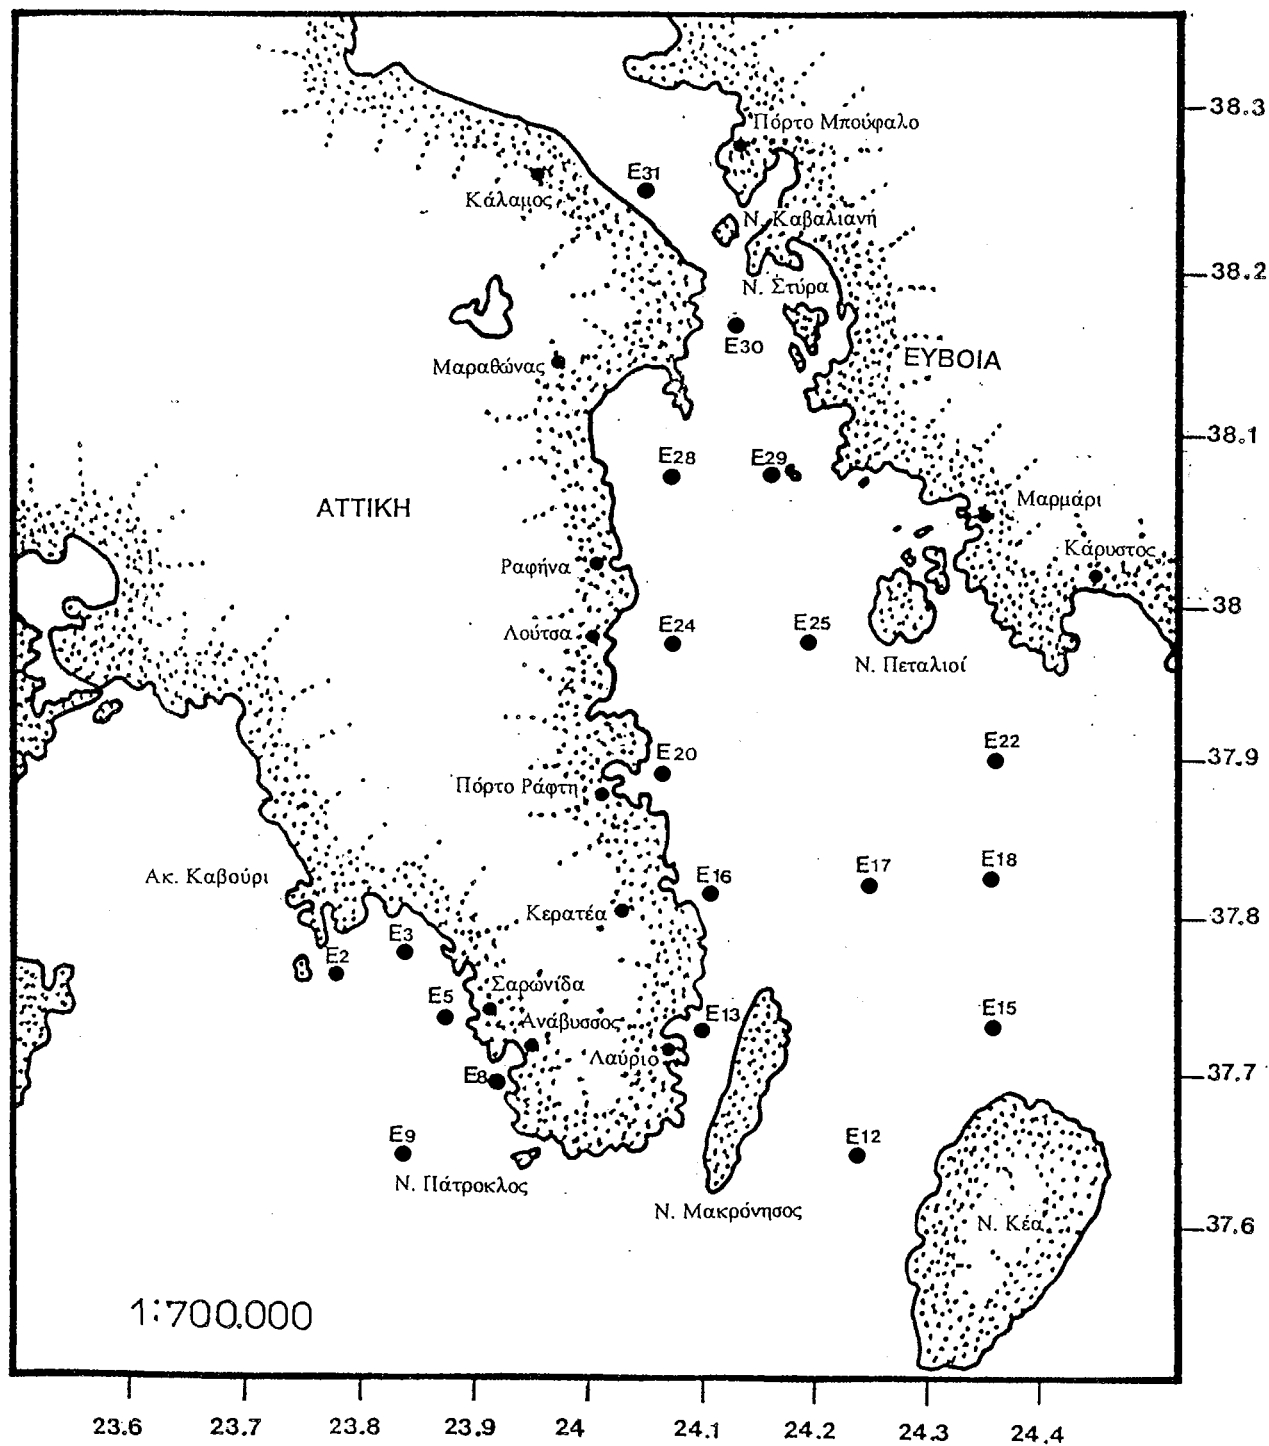 38.3
Πόρτο Μπούφαλο
E31
Κάλαμος
Ν. Καβαλιανή
38.2
Ν. Στύρα
E30
ΕΥΒΟΙΑ
Μαραθώνας
38.1
E28
E29
Μαρμάρι
ΑΤΤΙΚΗ
Κάρυστος
Ραφήνα
38
Λούτσα
E24
E25
Ν. Πεταλιοί
E22
E20
37.9
Πόρτο Ράφτη
E17
E18
Ακ. Καβούρι
E16
Κερατέα
37.8
E3
E2
Σαρωνίδα
E5
E13
E15
Ανάβυσσος
Λαύριο
E8
37.7
E9
E12
Ν. Πάτροκλος
Ν. Μακρόνησος
Ν. Κέα
37.6
1:700.000
23.6 23.7 23.8 23.9 24 24.1 24.2 24.3 24.4